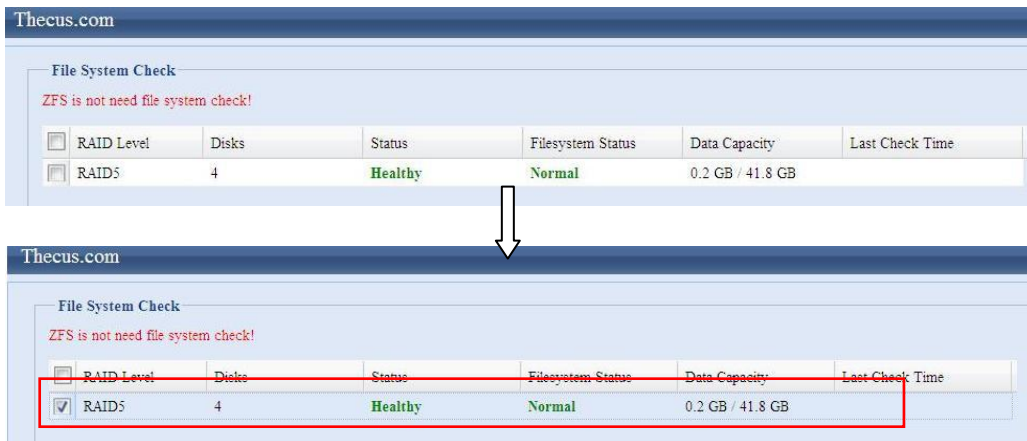 Thecus.com
File System Check
ZFS is not need file system check!
RAID Level Disks Status Filesystem Status Data Capacity Last Check Time
RAID5 4 Healthy Normal 0.2 GB / 41.8 GB
Thecus.com
File System Check
ZFS is not need file system check!
RAID Level Disks Status Filesystem Status Data Capacity Last Check Time
RAID5 4 Healthy Normal 0.2 GB / 41.8 GB